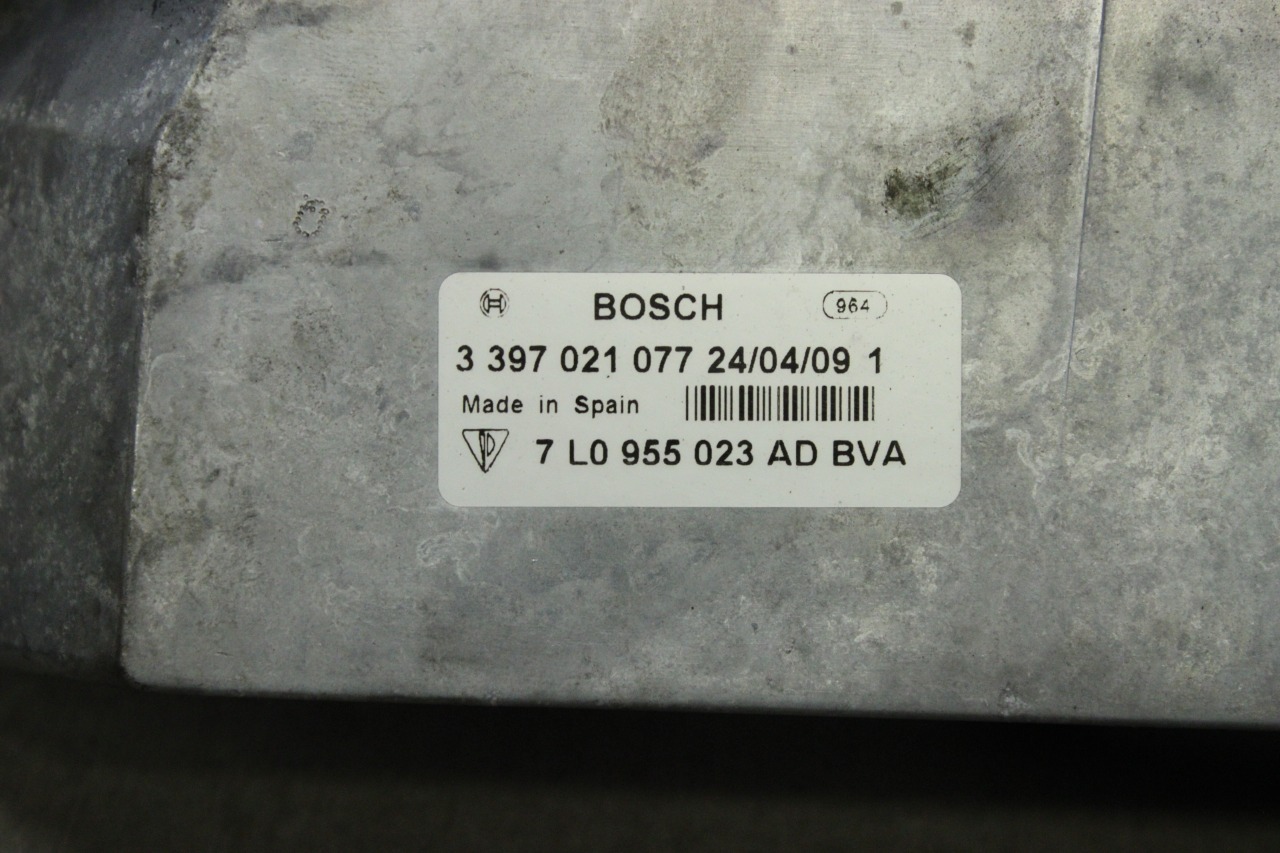 BOSCH 964
3 397 021 077 24/04/09 1
Made in Spain
7 L0 955 023 AD BVA